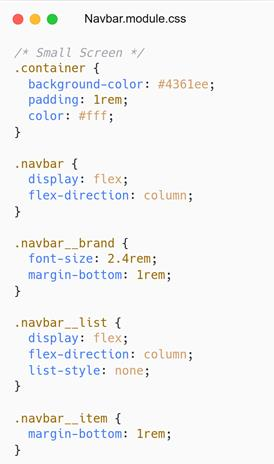 Navbar.module.css
/* Small Screen */
.container {
  background-color: #4361ee;
  padding: 1rem;
  color: #fff;
}
.navbar {
  display: flex;
  flex-direction: column;
}
.navbar__brand {
  font-size: 2.4rem;
  margin-bottom: 1rem;
}
.navbar__list {
  display: flex;
  flex-direction: column;
  list-style: none;
}
.navbar__item {
  margin-bottom: 1rem;
}